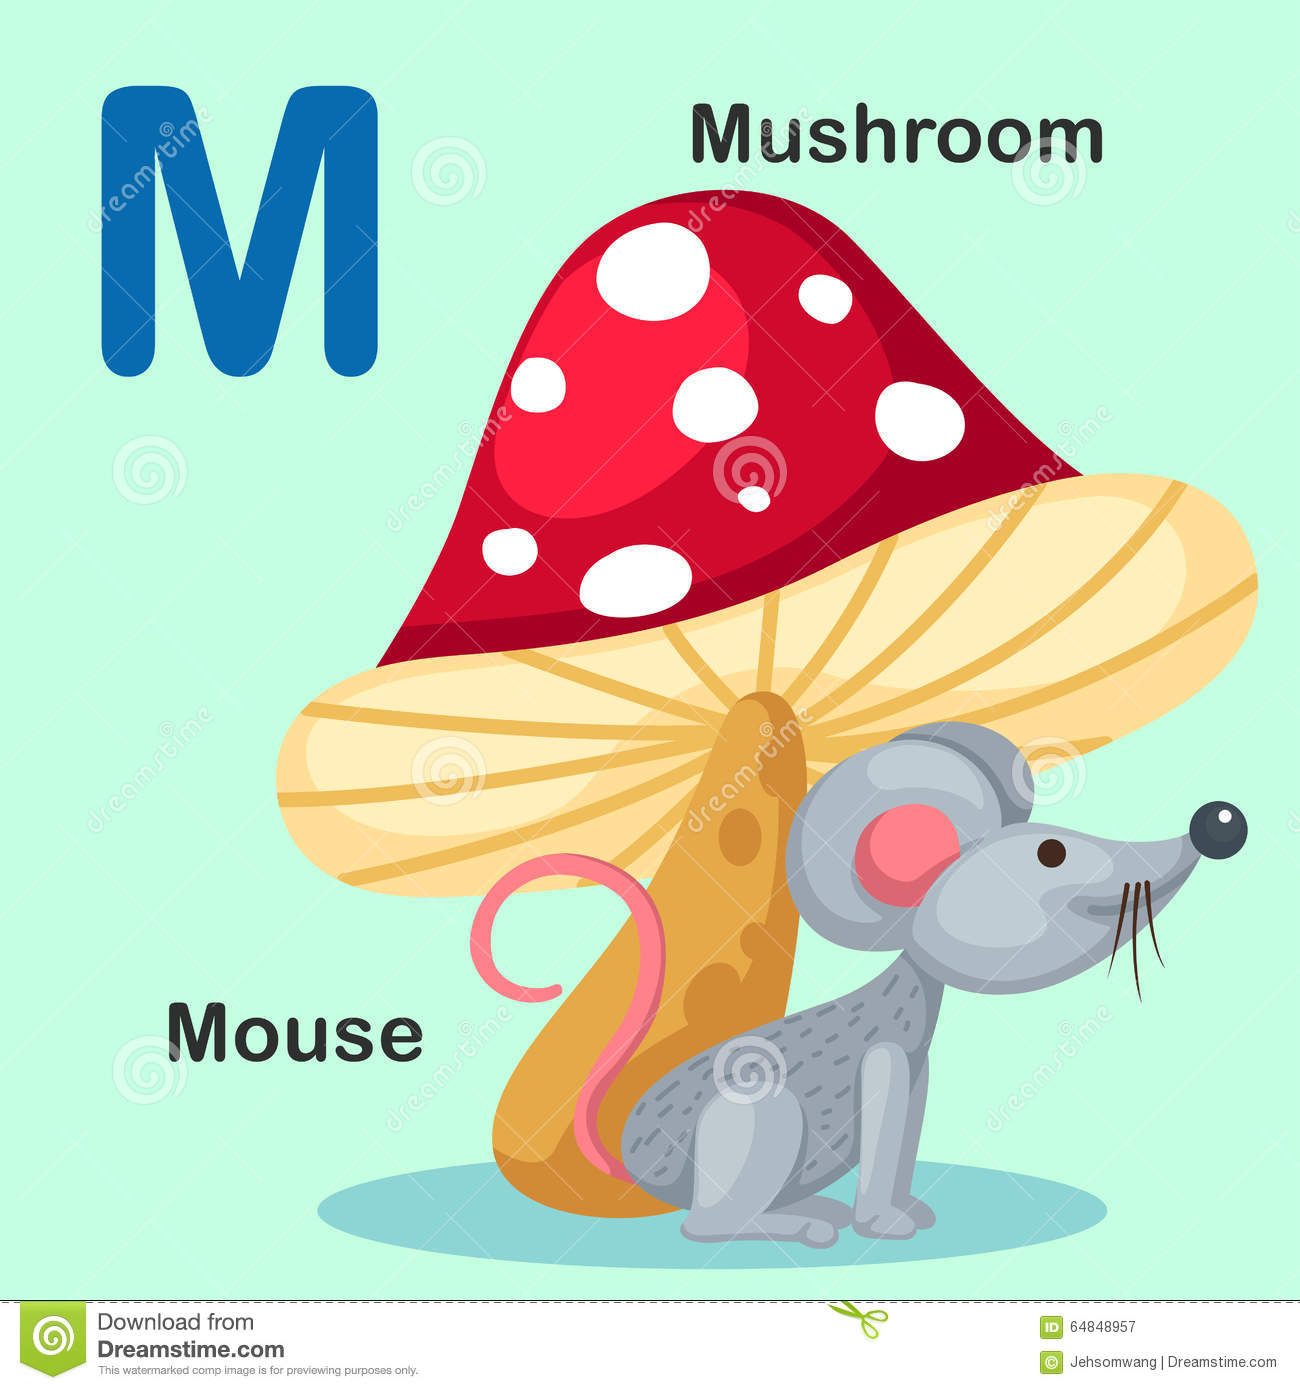 M
Mushroom
Mouse
Download from
Dreamstime.com
This watermarked comp image is for previewing purposes only.
ID 64848957
© Jehsomwang | Dreamstime.com